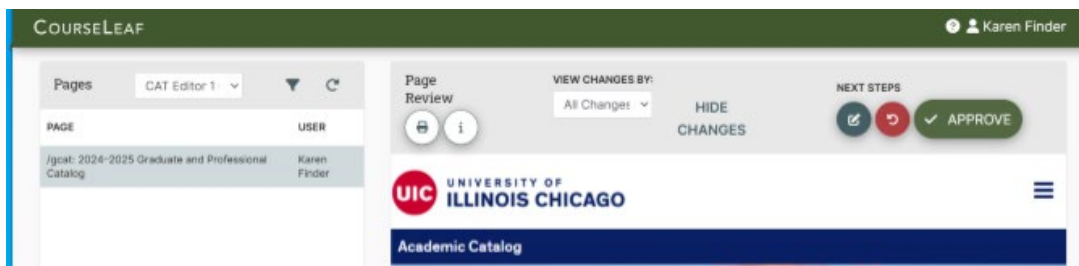 COURSELEAF
Karen Finder
Pages
CAT Editor 1
PAGE
USER
/gcat: 2024-2025 Graduate and Professional
Catalog
Karen
Finder
Page
Review
VIEW CHANGES BY:
All Changes
HIDE
CHANGES
NEXT STEPS
APPROVE
UIC
UNIVERSITY OF
ILLINOIS CHICAGO
Academic Catalog